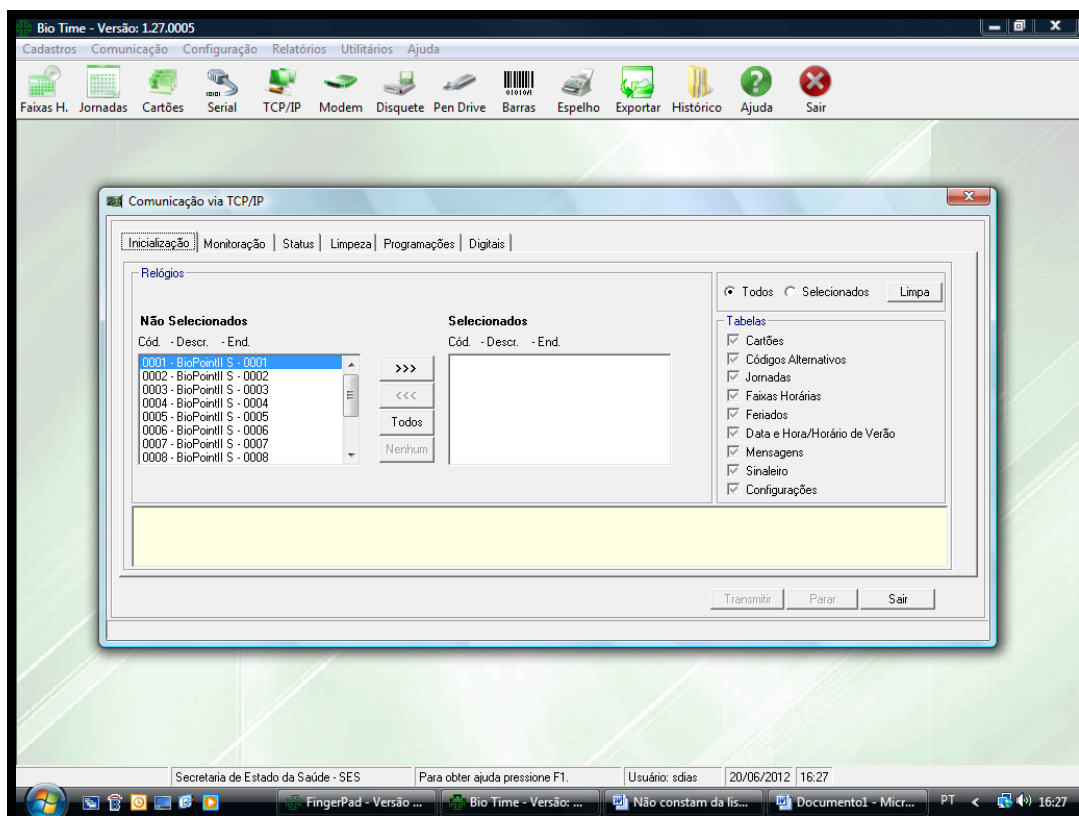 Bio Time - Versão: 1.27.0005
Cadastros Comunicação Configuração Relatórios Utilitários Ajuda
Faixas H. Jornadas Cartões Serial TCP/IP Modem Disquete Pen Drive Barras Espelho Exportar Histórico Ajuda Sair
Comunicação via TCP/IP
Inicialização Monitoração Status Limpeza Programações Digitais
Relógios
Todos Selecionados Limpa
Não Selecionados
Cód. - Descr. - End.
0001 - BioPointII S - 0001
0002 - BioPointII S - 0002
0003 - BioPointII S - 0003
0004 - BioPointII S - 0004
0005 - BioPointII S - 0005
0006 - BioPointII S - 0006
0007 - BioPointII S - 0007
0008 - BioPointII S - 0008
>>>
<<<
Todos
Nenhum
Selecionados
Cód. - Descr. - End.
Tabelas
Cartões
Códigos Alternativos
Jornadas
Faixas Horárias
Feriados
Data e Hora/Horário de Verão
Mensagens
Sinaleiro
Configurações
Transmitir Parar Sair
Secretaria de Estado da Saúde - SES Para obter ajuda pressione F1. Usuário: sdias 20/06/2012 16:27
FingerPad - Versão ... Bio Time - Versão: ... Não constam da lis... Documento1 - Micr... PT < 16:27